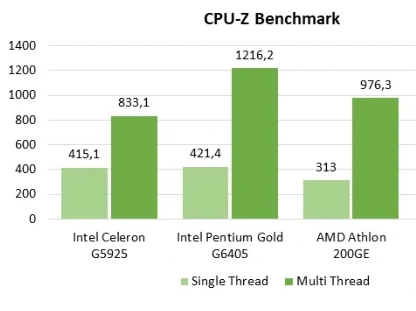 CPU-Z Benchmark
1400
1200
1000
800
600
400
200
0
415,1
833,1
421,4
1216,2
313
976,3
Intel Celeron
G5925
Intel Pentium Gold
G6405
AMD Athlon
200GE
Single Thread
Multi Thread